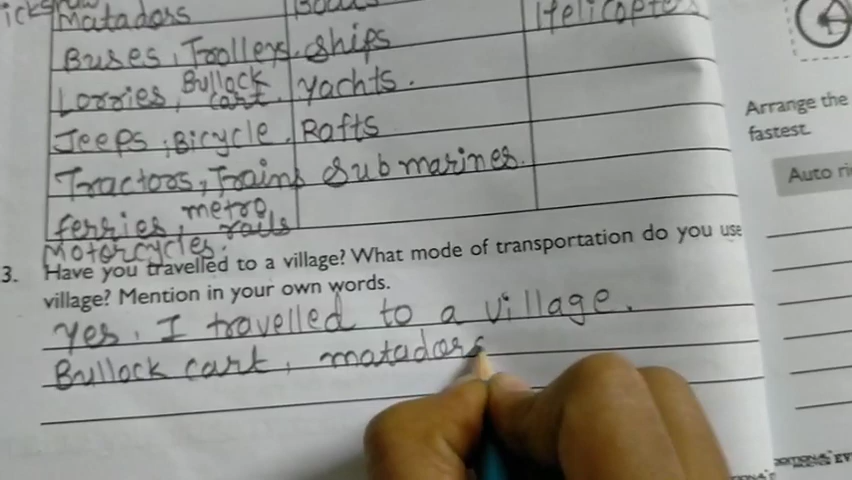 Matadors
Buses, Troolleys. ships
Lorries, Bullock cart. yachts.
Jeeps, Bicycle. Rafts
Tractors, Trains submarines.
ferries, metro rails
Motorcycles.
3. Have you travelled to a village? What mode of transportation do you use
village? Mention in your own words.
Yes, I travelled to a village.
Bullock cart, matadors
Arrange the
fastest.
Auto ri